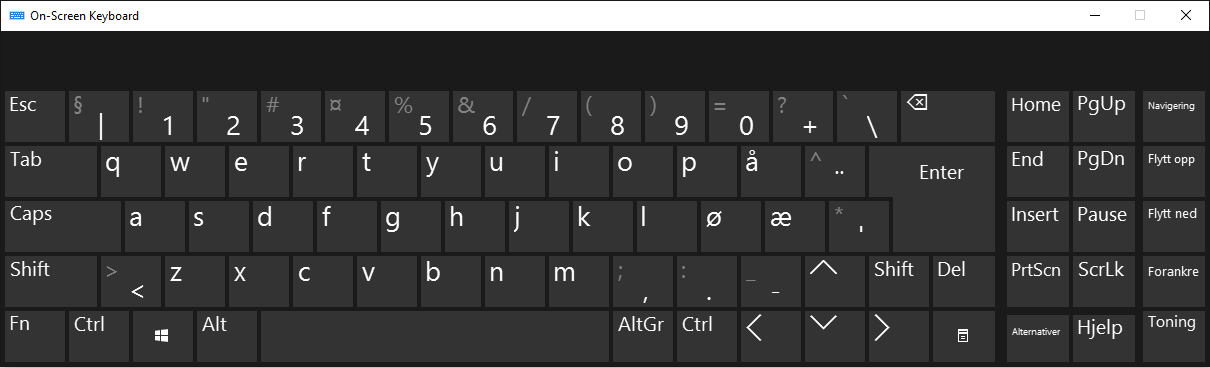 On-Screen Keyboard
Esc § | ! 1 " 2 # 3 ¤ 4 % 5 & 6 / 7 ( 8 ) 9 = 0 ? + ` \ Home PgUp Navigering
Tab q w e r t y u i o p å ^ ¨ Enter End PgDn Flytt opp
Caps a s d f g h j k l ø æ * ' Insert Pause Flytt ned
Shift > < z x c v b n m ; , : . _ - Shift Del PrtScn ScrLk Forankre
Fn Ctrl Alt AltGr Ctrl Alternativer Hjelp Toning